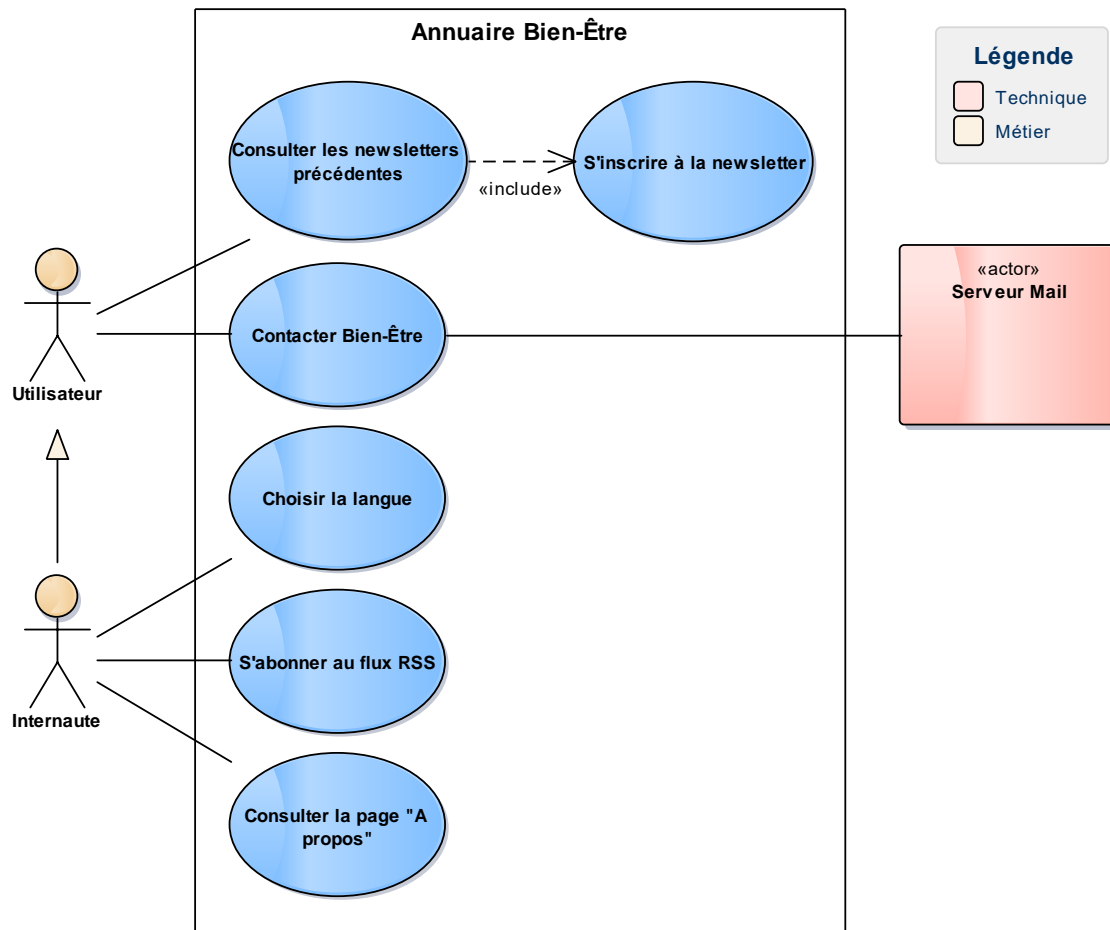 Annuaire Bien-Être
Légende
Technique
Métier
Consulter les newsletters
précédentes
«include»
S'inscrire à la newsletter
«actor»
Serveur Mail
Contacter Bien-Être
Utilisateur
Choisir la langue
S'abonner au flux RSS
Internaute
Consulter la page "A
propos"